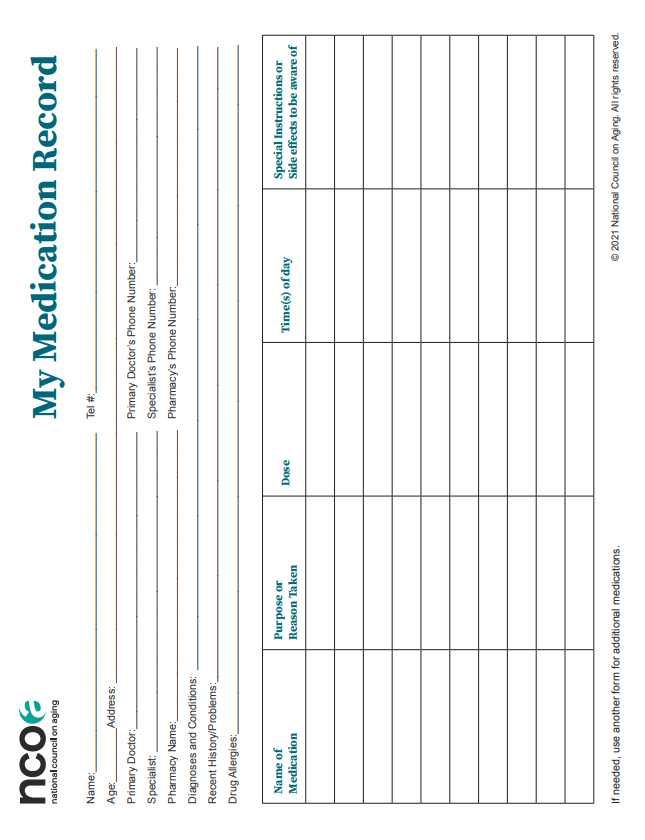 ncoa
national council on aging
My Medication Record
Name: Tel #:
Age: Address:
Primary Doctor: Primary Doctor's Phone Number:
Specialist: Specialist's Phone Number:
Pharmacy Name: Pharmacy's Phone Number:
Diagnoses and Conditions:
Recent History/Problems:
Drug Allergies:
Name of
Medication
Purpose or
Reason Taken
Dose
Time(s) of day
Special Instructions or
Side effects to be aware of
If needed, use another form for additional medications.
© 2021 National Council on Aging. All rights reserved.